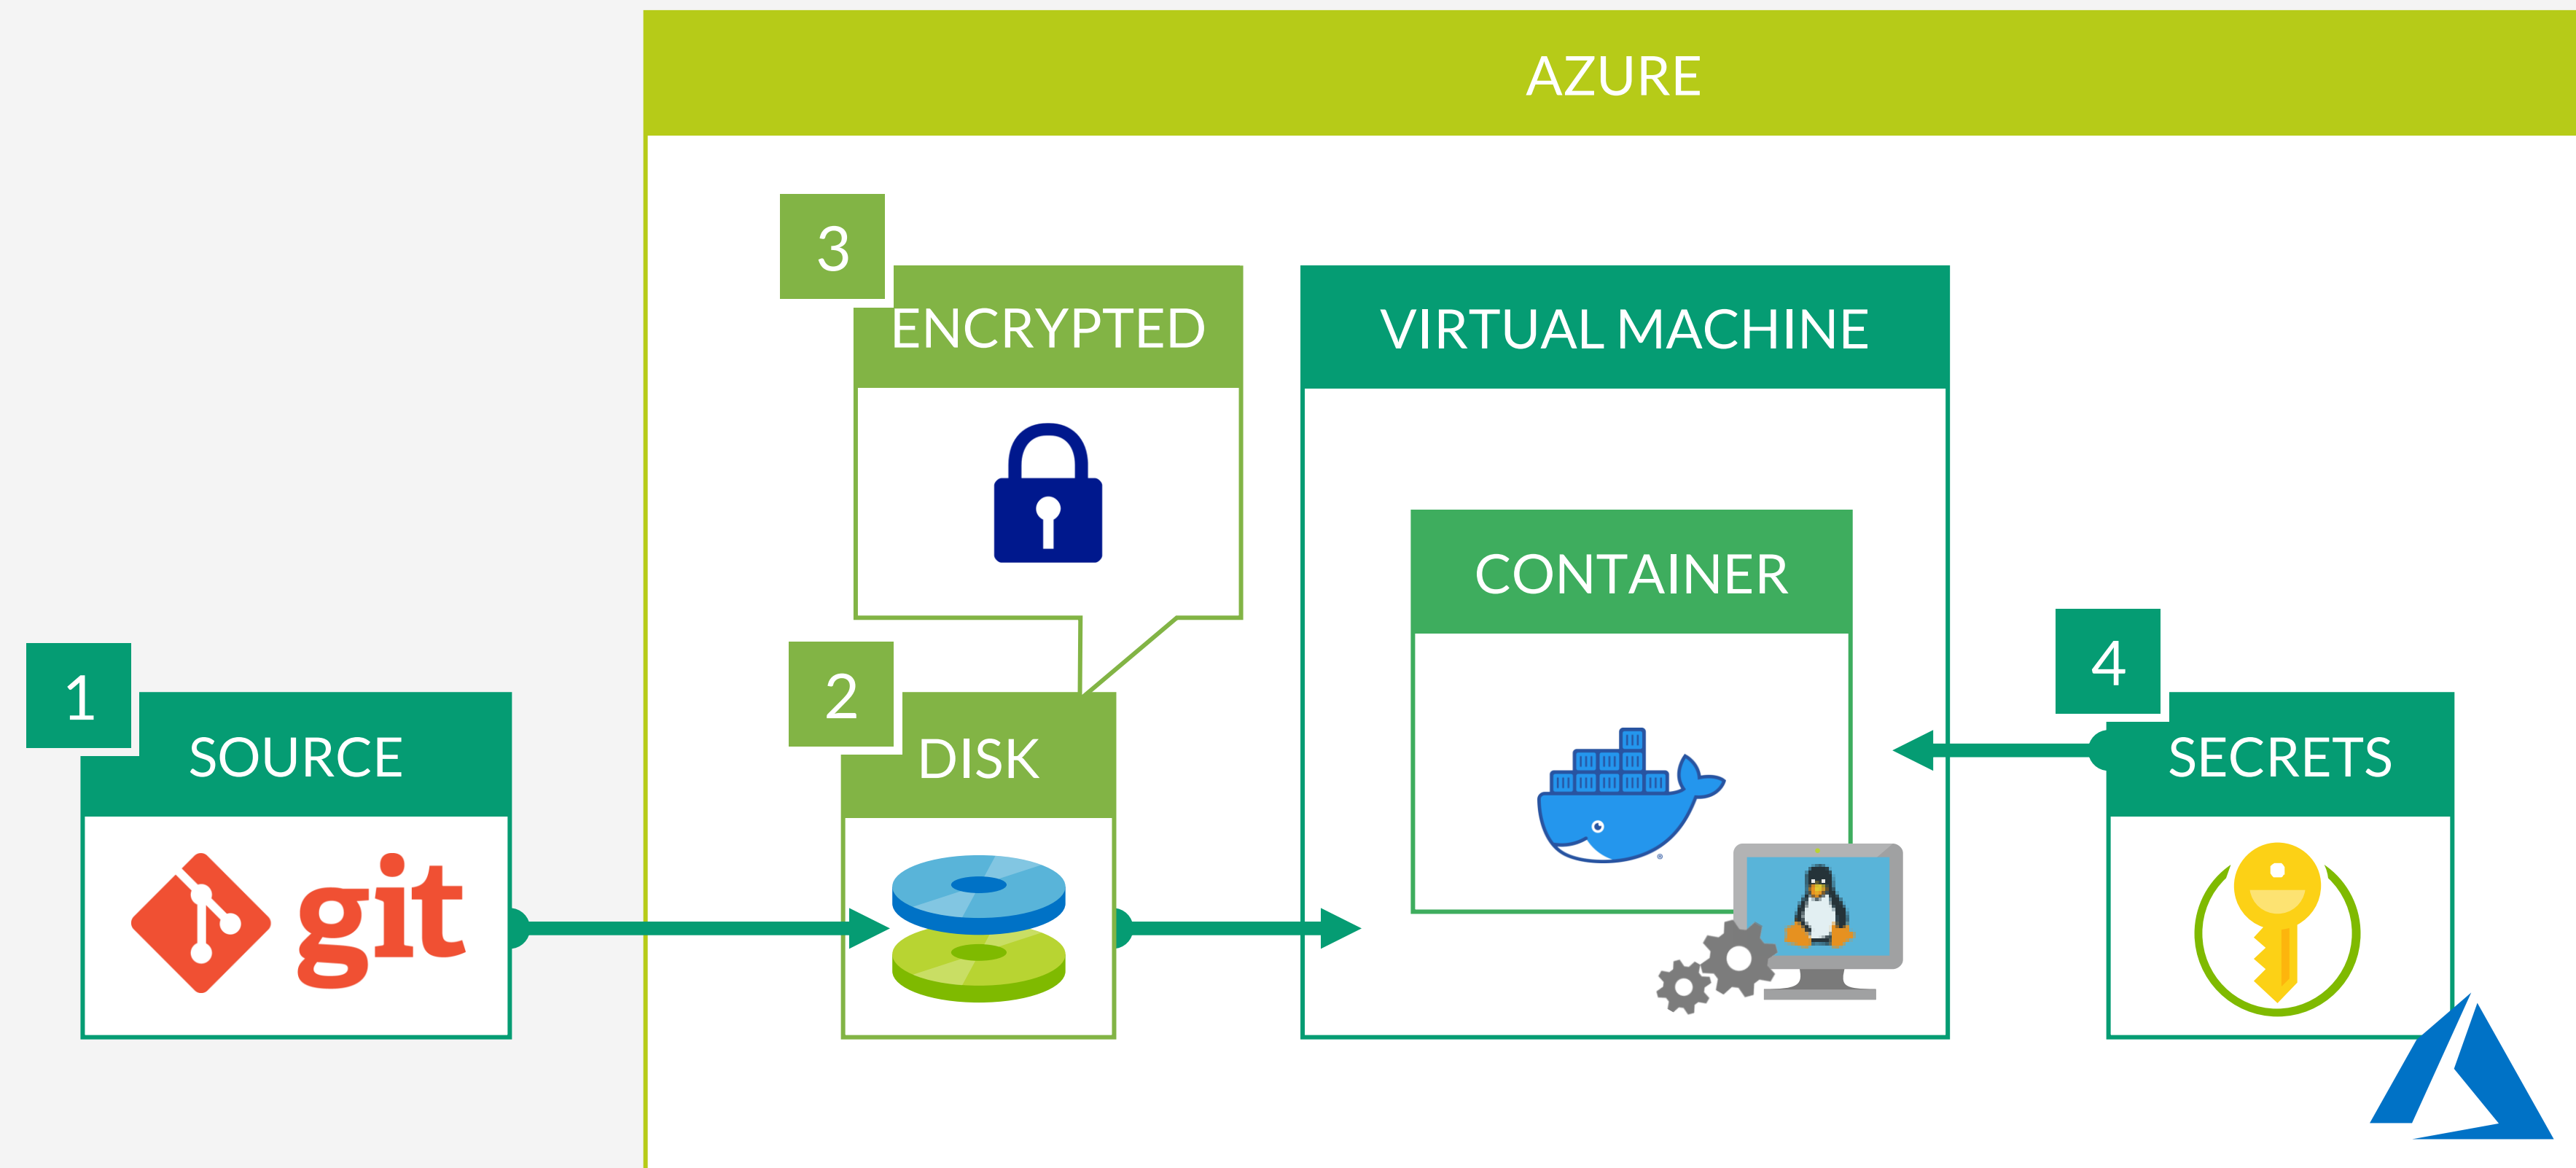 AZURE
3
ENCRYPTED
VIRTUAL MACHINE
CONTAINER
1
SOURCE
git
2
DISK
4
SECRETS
®